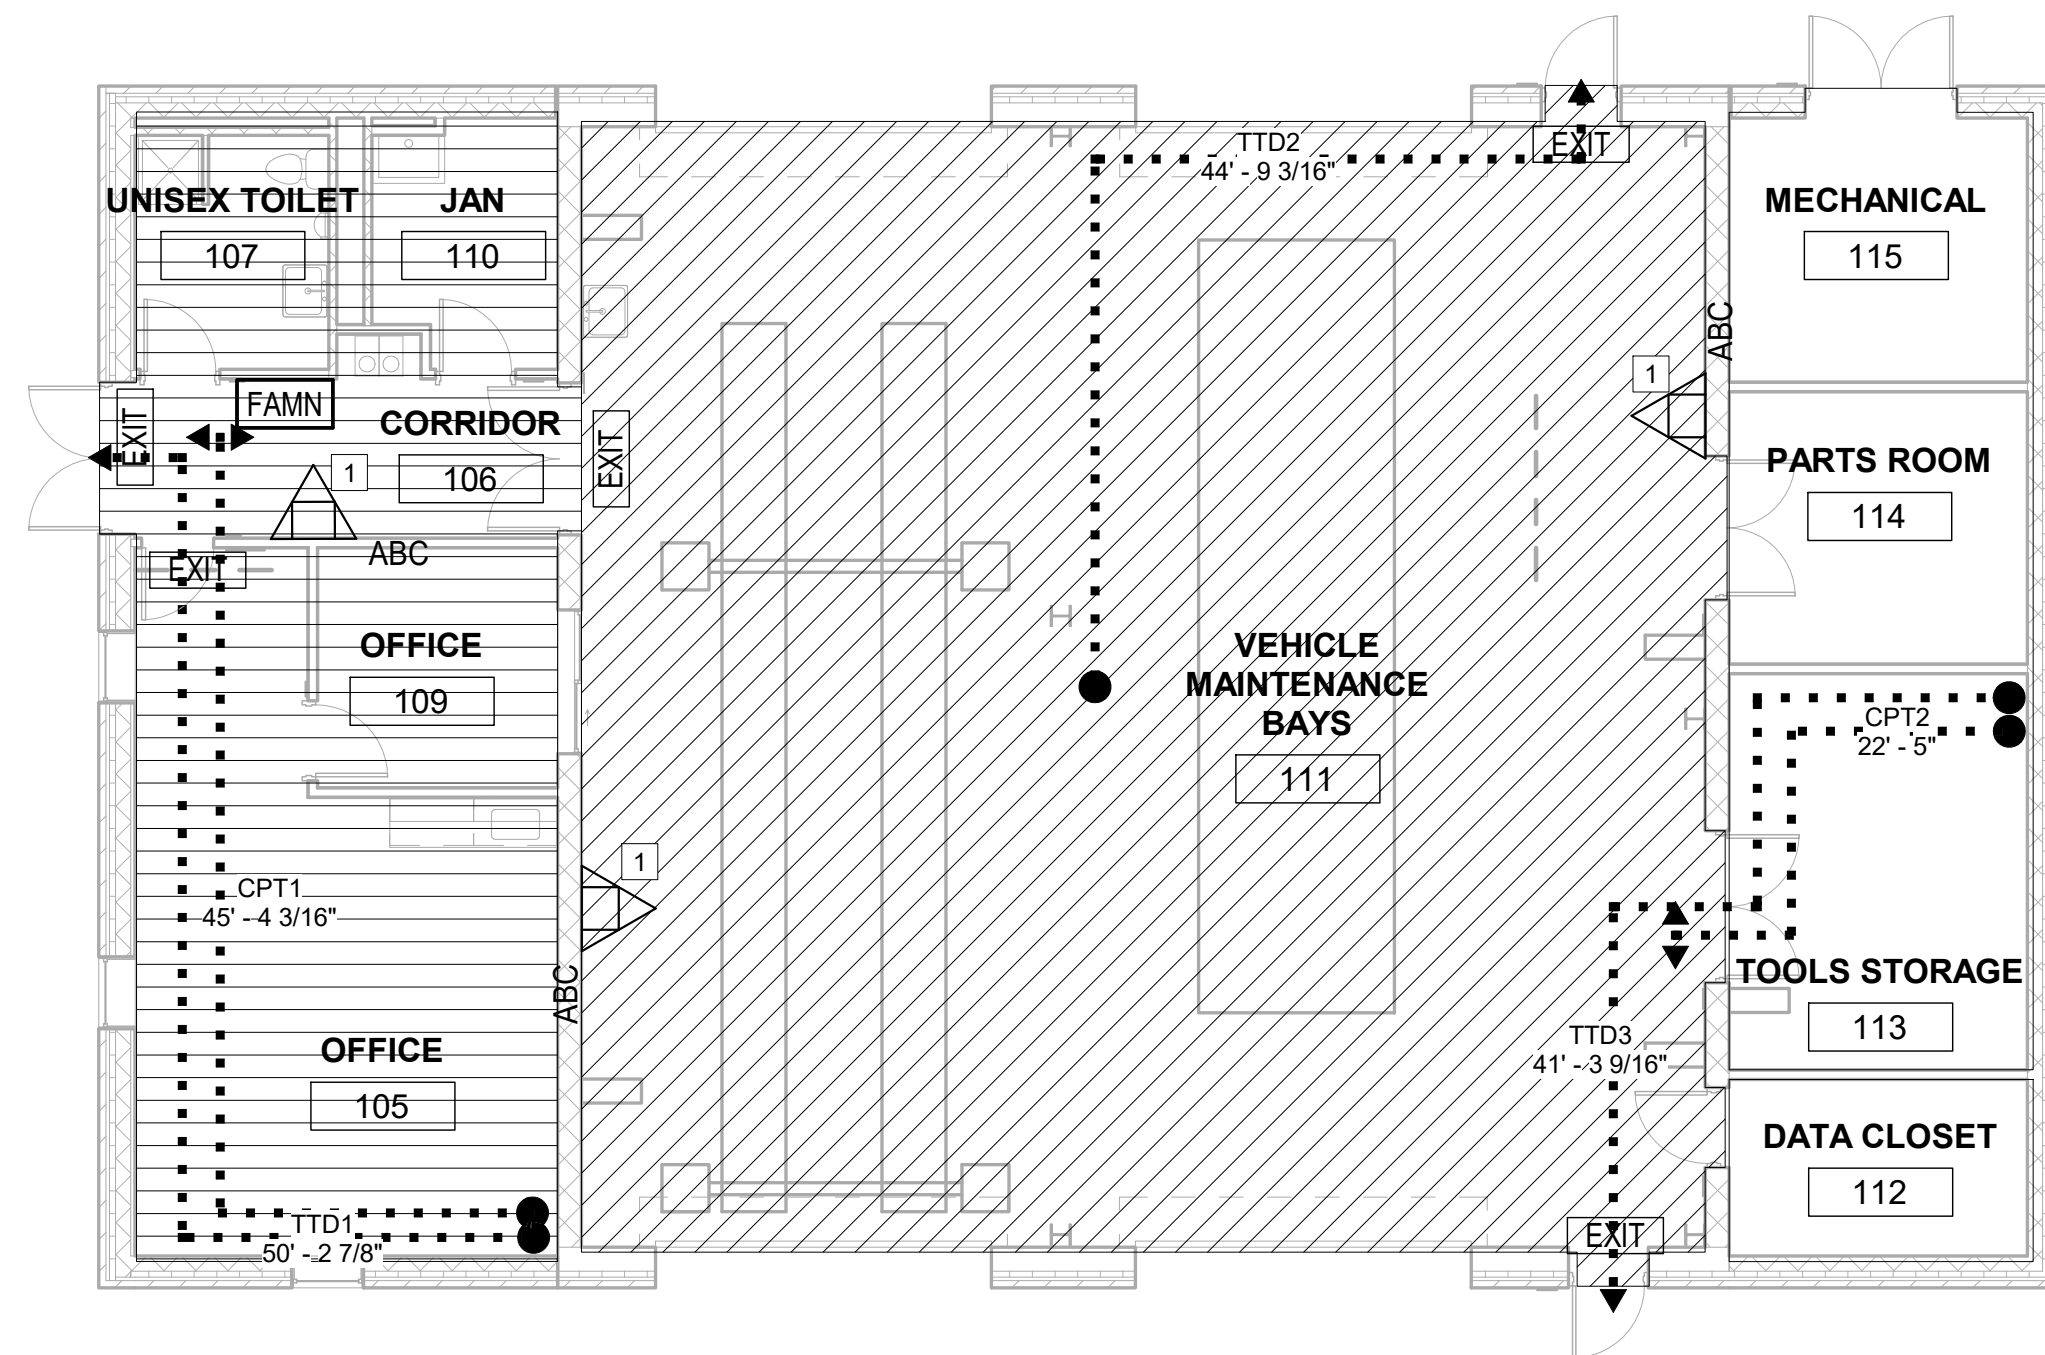 TTD2
44' - 9 3/16"
EXIT
UNISEX TOILET
107
JAN
110
MECHANICAL
115
ABC
1
EXIT
FAMN
CORRIDOR
106
1
EXIT
ABC
EXIT
PARTS ROOM
114
OFFICE
109
VEHICLE
MAINTENANCE
BAYS
111
CPT2
22' - 5"
1
ABC
CPT1
45' - 4 3/16"
TOOLS STORAGE
113
OFFICE
105
TTD3
41' - 3 9/16"
DATA CLOSET
112
TTD1
50' - 2 7/8"
EXIT